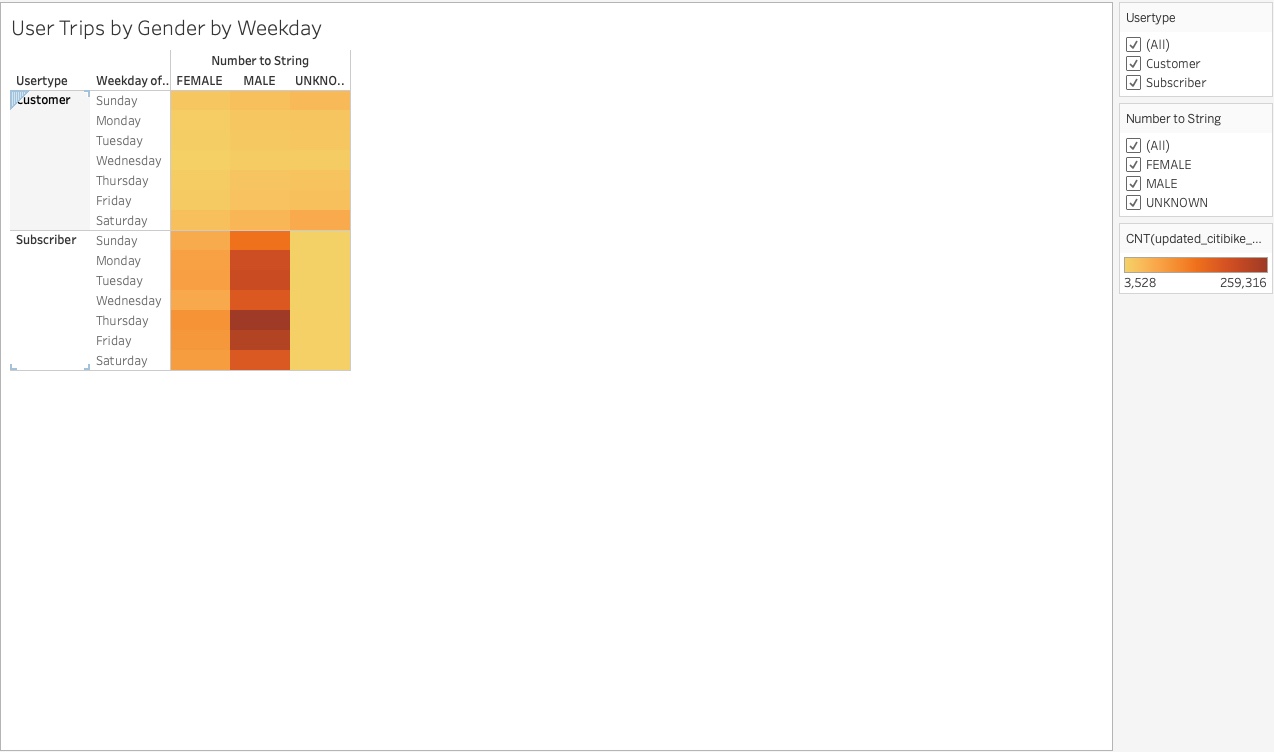 User Trips by Gender by Weekday
Number to String
Usertype Weekday of.. FEMALE MALE UNKNO..
Customer Sunday
Monday
Tuesday
Wednesday
Thursday
Friday
Saturday
Subscriber Sunday
Monday
Tuesday
Wednesday
Thursday
Friday
Saturday
Usertype
(All)
Customer
Subscriber
Number to String
(All)
FEMALE
MALE
UNKNOWN
CNT(updated_citibike_...
3,528 259,316